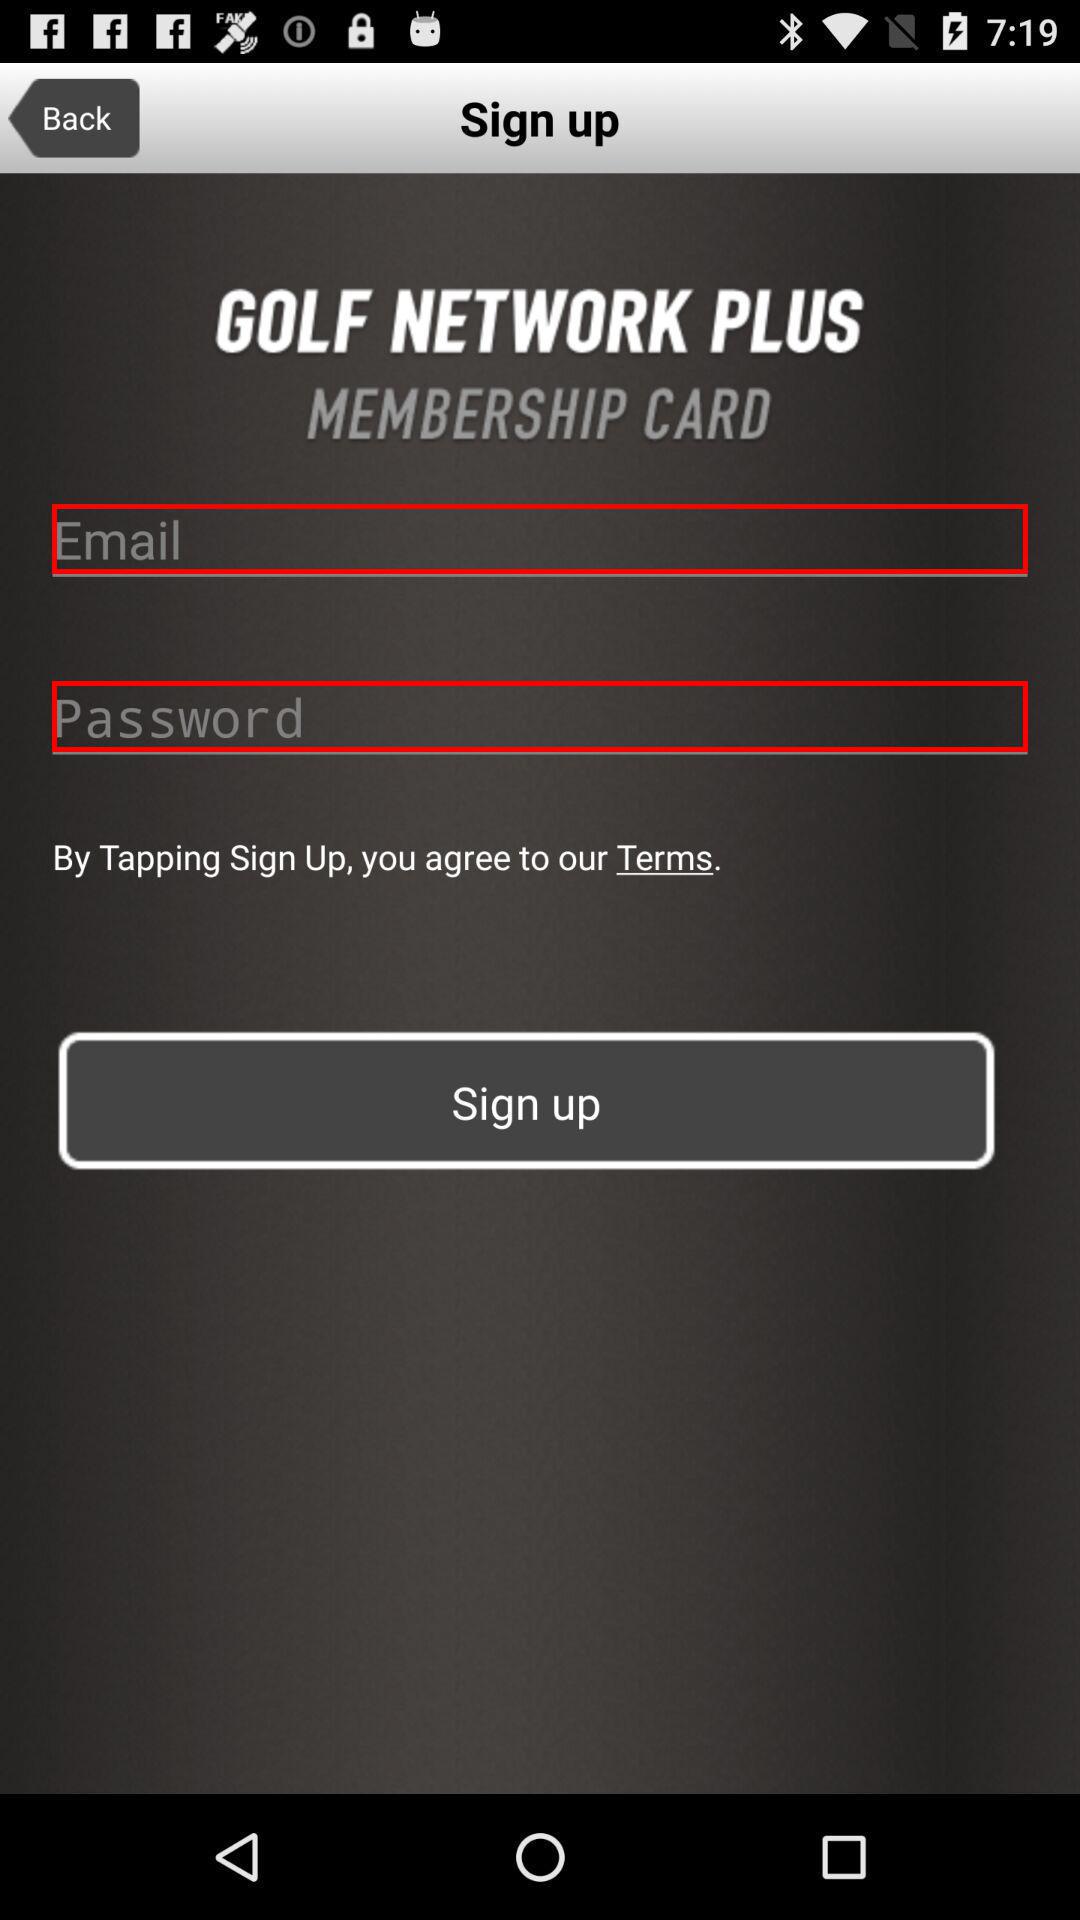 FAKE
7:19
Back
Sign up
GOLF NETWORK PLUS
MEMBERSHIP CARD
Email
Password
By Tapping Sign Up, you agree to our Terms.
Sign up